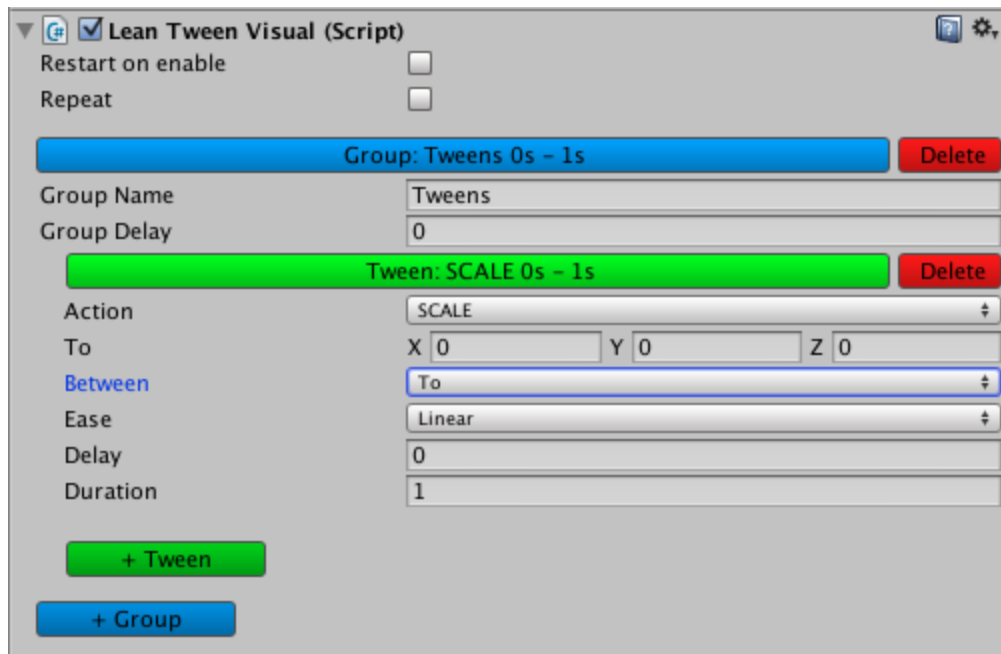 Lean Tween Visual (Script)
Restart on enable
Repeat
Group: Tweens 0s - 1s Delete
Group Name Tweens
Group Delay 0
Tween: SCALE 0s - 1s Delete
Action SCALE
To X 0 Y 0 Z 0
Between To
Ease Linear
Delay 0
Duration 1
+ Tween
+ Group